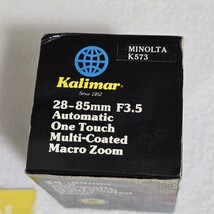 MINOLTA
K573
Kalimar
Since 1952
28-85mm F3.5
Automatic
One Touch
Multi-Coated
Macro Zoom